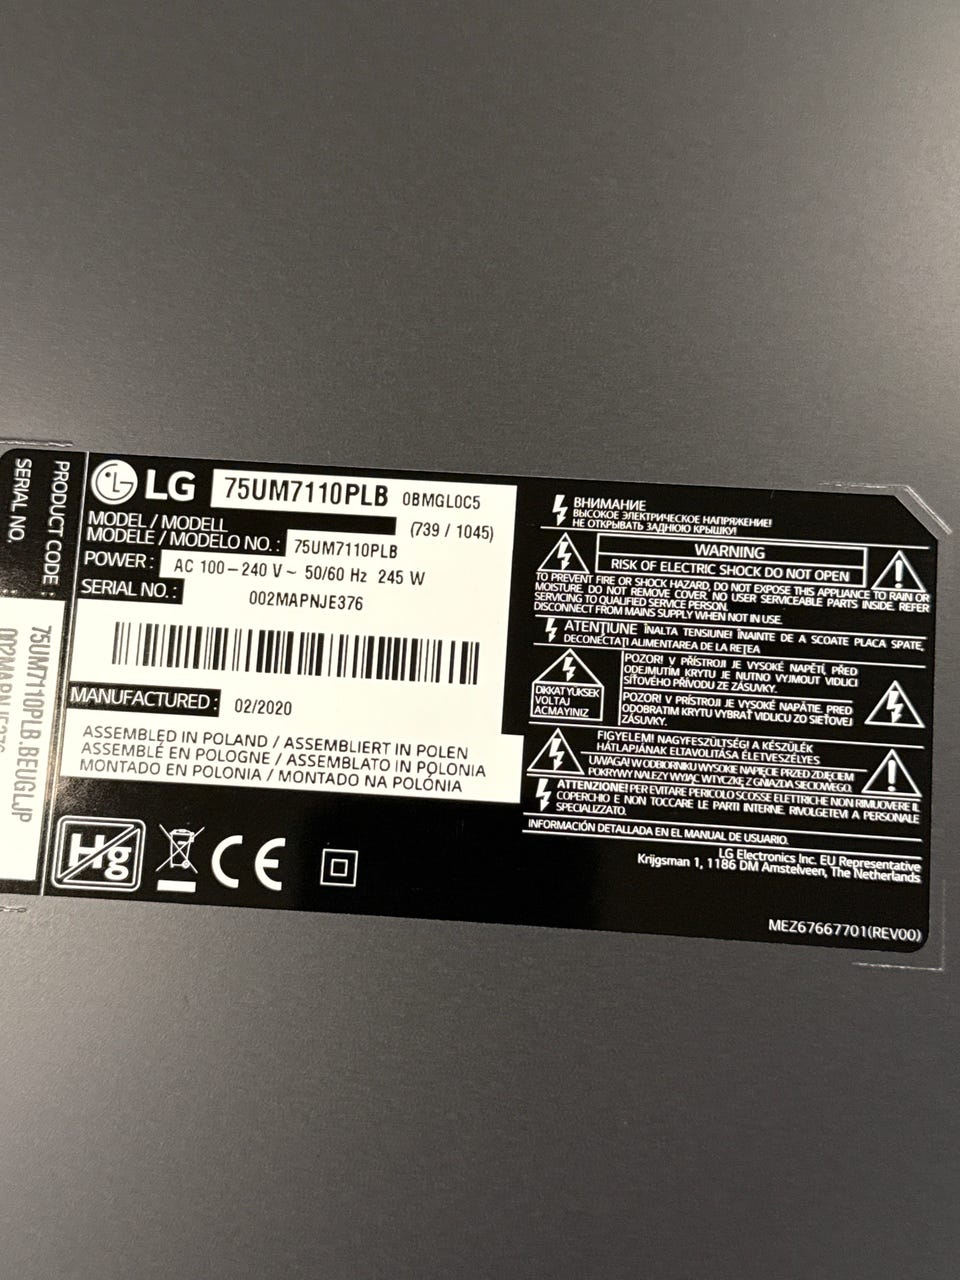 PRODUCT CODE :
SERIAL NO.
75UM7110PLB.BEUGLJP
002MAPNJE376
LG 75UM7110PLB 0BMGL0C5
MODEL / MODELL
(739 / 1045)
MODÈLE / MODELO NO. : 75UM7110PLB
POWER : AC 100–240 V ~ 50/60 Hz 245 W
SERIAL NO. : 002MAPNJE376
MANUFACTURED : 02/2020
ASSEMBLED IN POLAND / ASSEMBLIERT IN POLEN
ASSEMBLÉ EN POLOGNE / ASSEMBLATO IN POLONIA
MONTADO EN POLONIA / MONTADO NA POLÓNIA
Hg
CE
ВНИМАНИЕ
ВЫСОКОЕ ЭЛЕКТРИЧЕСКОЕ НАПРЯЖЕНИЕ!
НЕ ОТКРЫВАТЬ ЗАДНЮЮ КРЫШКУ!
WARNING
RISK OF ELECTRIC SHOCK DO NOT OPEN
TO PREVENT FIRE OR SHOCK HAZARD, DO NOT EXPOSE THIS APPLIANCE TO RAIN OR
MOISTURE. DO NOT REMOVE COVER. NO USER SERVICEABLE PARTS INSIDE. REFER
SERVICING TO QUALIFIED SERVICE PERSON.
DISCONNECT FROM MAINS SUPPLY WHEN NOT IN USE.
ATENŢIUNE ÎNALTA TENSIUNE! ÎNAINTE DE A SCOATE PLACA SPATE,
DECONECTAŢI ALIMENTAREA DE LA REŢEA
DIKKAT YÜKSEK
VOLTAJ
AÇMAYINIZ
POZOR! V PŘÍSTROJI JE VYSOKÉ NAPĚTÍ, PŘED
ODEJMUTÍM KRYTU JE NUTNO VYJMOUT VIDLICI
SÍŤOVÉHO PŘÍVODU ZE ZÁSUVKY.
POZOR! V PRÍSTROJI JE VYSOKÉ NAPÄTIE. PRED
ODOBRATIM KRYTU VYBRAŤ VIDLICU ZO SIEŤOVEJ
ZÁSUVKY.
FIGYELEM! NAGYFESZÜLTSÉG! A KÉSZÜLÉK
HÁTLAPJÁNAK ELTAVOLÍTÁSA ÉLETVESZÉLYES
UWAGA! W ODBIORNIKU WYSOKIE NAPIĘCIE PRZED ZDJĘCIEM
POKRYWY NALEŻY WYJĄĆ WTYCZKĘ Z GNIAZDA SIECIOWEGO.
ATTENZIONE! PER EVITARE PERICOLO SCOSSE ELETTRICHE NON RIMUOVERE IL
COPERCHIO E NON TOCCARE LE PARTI INTERNE. RIVOLGETEVI A PERSONALE
SPECIALIZZATO.
INFORMACIÓN DETALLADA EN EL MANUAL DE USUARIO.
LG Electronics Inc. EU Representative
Krijgsman 1, 1186 DM Amstelveen, The Netherlands
MEZ67667701(REV00)